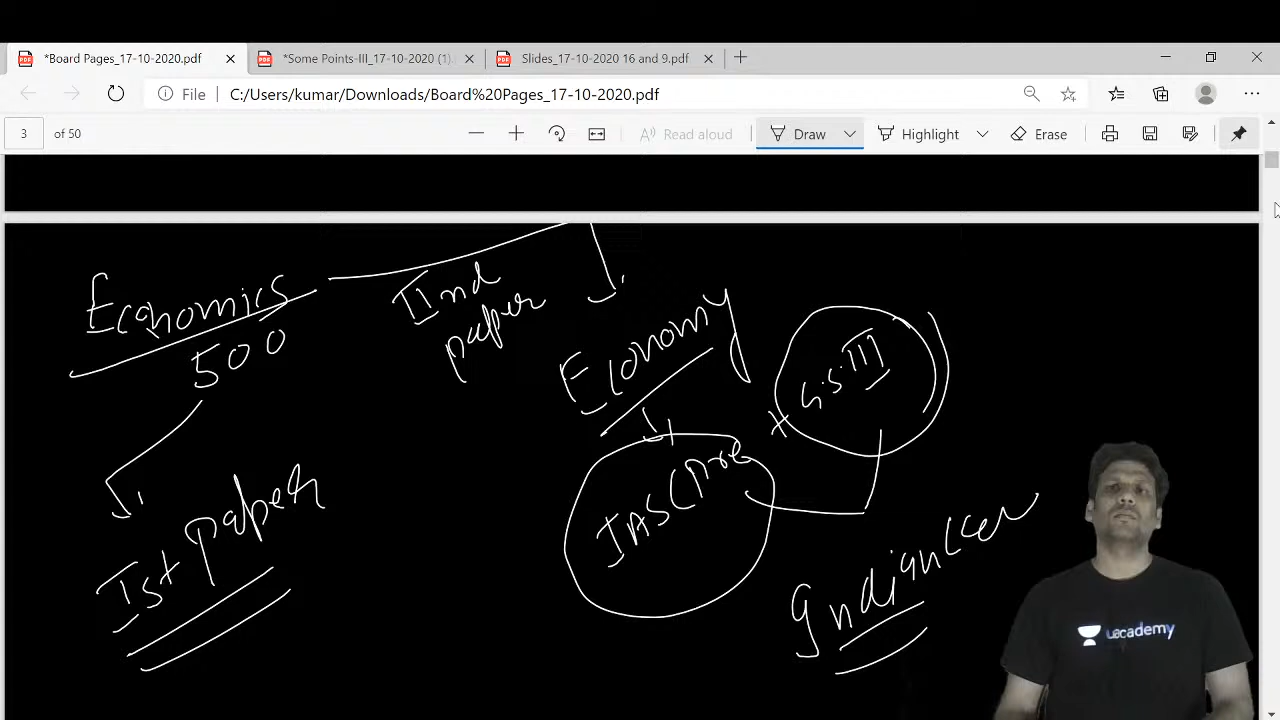 *Board Pages_17-10-2020.pdf
*Some Points-III_17-10-2020 (1).
Slides_17-10-2020 16 and 9.pdf
File
C:/Users/kumar/Downloads/Board%20Pages_17-10-2020.pdf
3
of 50
Read aloud
Draw
Highlight
Erase
Economics
500
IInd
paper
Economy
+ G.S. III
IAS (Pre
Ist paper
unacademy